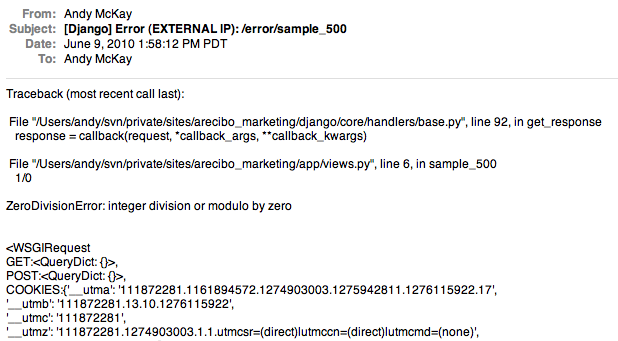 From: Andy McKay
Subject: [Django] Error (EXTERNAL IP): /error/sample_500
Date: June 9, 2010 1:58:12 PM PDT
To: Andy McKay
Traceback (most recent call last):
File "/Users/andy/svn/private/sites/arecibo_marketing/django/core/handlers/base.py", line 92, in get_response
response = callback(request, *callback_args, **callback_kwargs)
File "/Users/andy/svn/private/sites/arecibo_marketing/app/views.py", line 6, in sample_500
1/0
ZeroDivisionError: integer division or modulo by zero
<WSGIRequest
GET:<QueryDict: {}>,
POST:<QueryDict: {}>,
COOKIES:{'__utma': '111872281.1161894572.1274903003.1275942811.1276115922.17',
'__utmb': '111872281.13.10.1276115922',
'__utmc': '111872281',
'__utmz': '111872281.1274903003.1.1.utmcsr=(direct)|utmccn=(direct)|utmcmd=(none)',